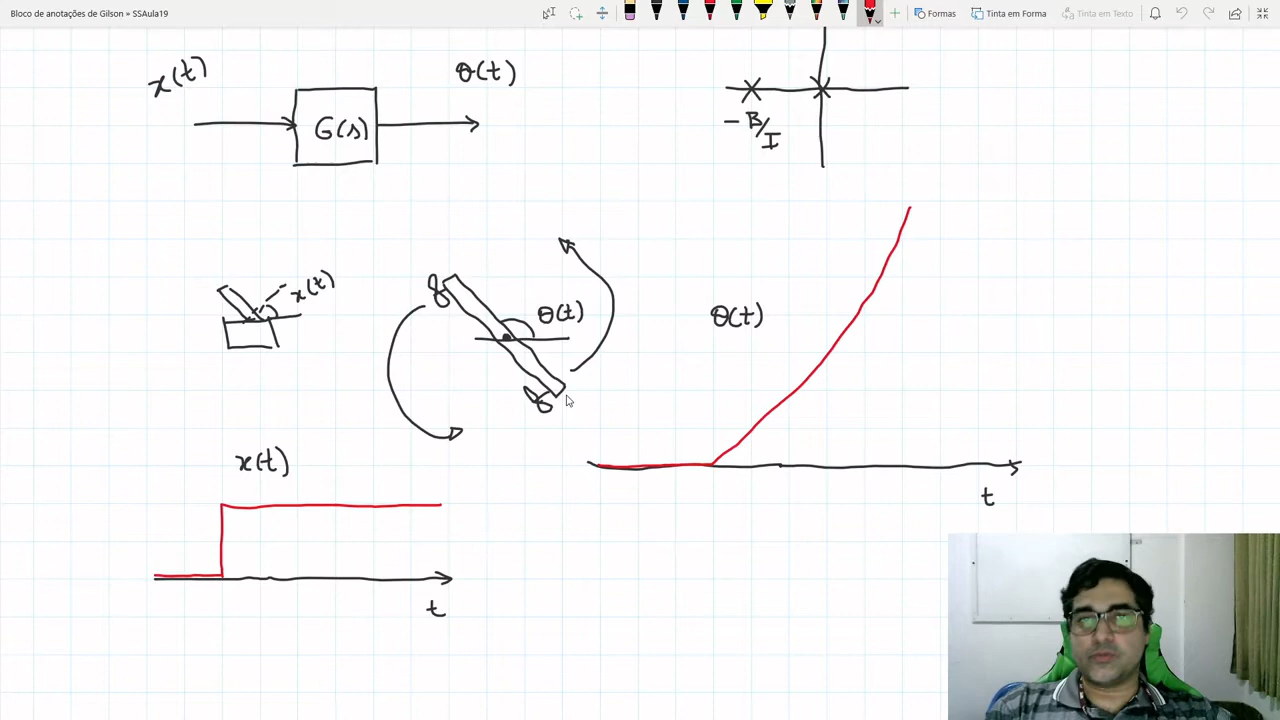 Bloco de anotações de Gilson » SSAula19
Formas
Tinta em Forma
Tinta em Texto
x(t)
θ(t)
G(s)
-B/I
x(t)
θ(t)
θ(t)
x(t)
t
t